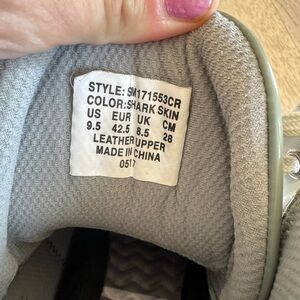 STYLE: SM171553CR
COLOR:SHARK SKIN
US EUR UK CM
9.5 42.5 8.5 28
LEATHER UPPER
MADE IN CHINA
0517